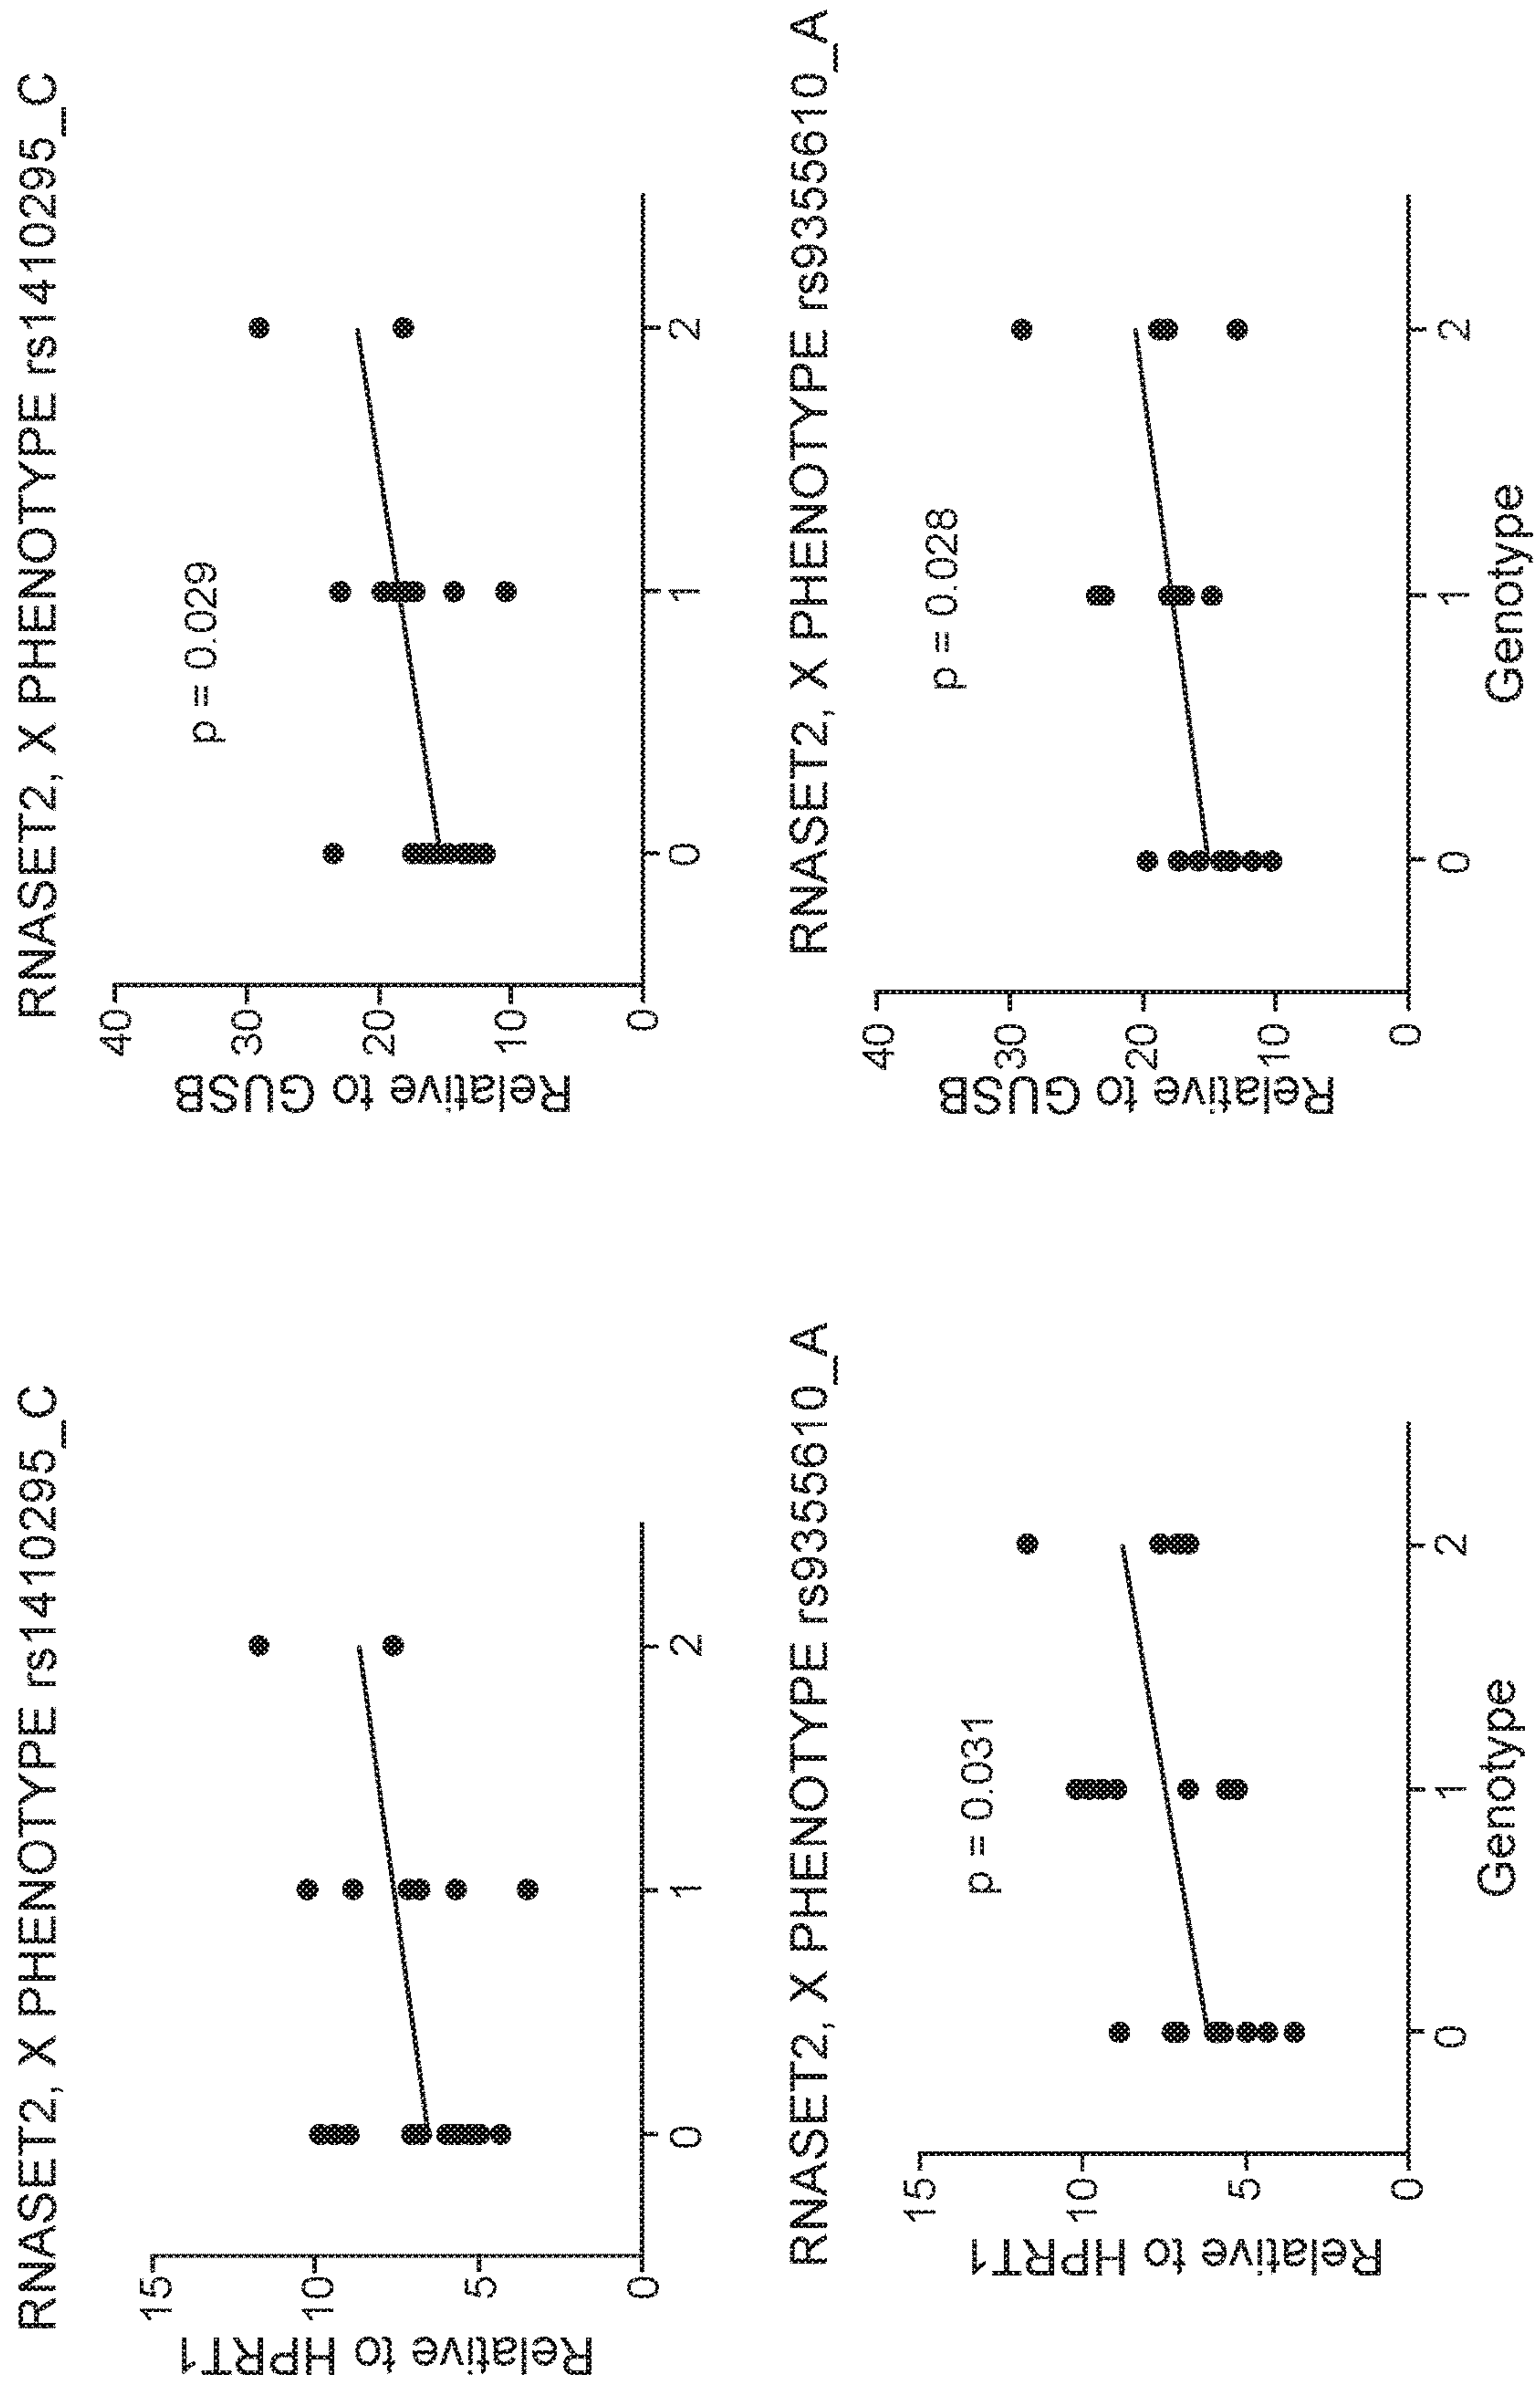 RNASET2, X PHENOTYPE rs1410295_C
15
10
5
0
Relative to HPRT1
0
1
2
RNASET2, X PHENOTYPE rs1410295_C
p = 0.029
40
30
20
10
0
Relative to GUSB
0
1
2
RNASET2, X PHENOTYPE rs9355610_A
p = 0.031
15
10
5
0
Relative to HPRT1
0
1
2
Genotype
RNASET2, X PHENOTYPE rs9355610_A
p = 0.028
40
30
20
10
0
Relative to GUSB
0
1
2
Genotype